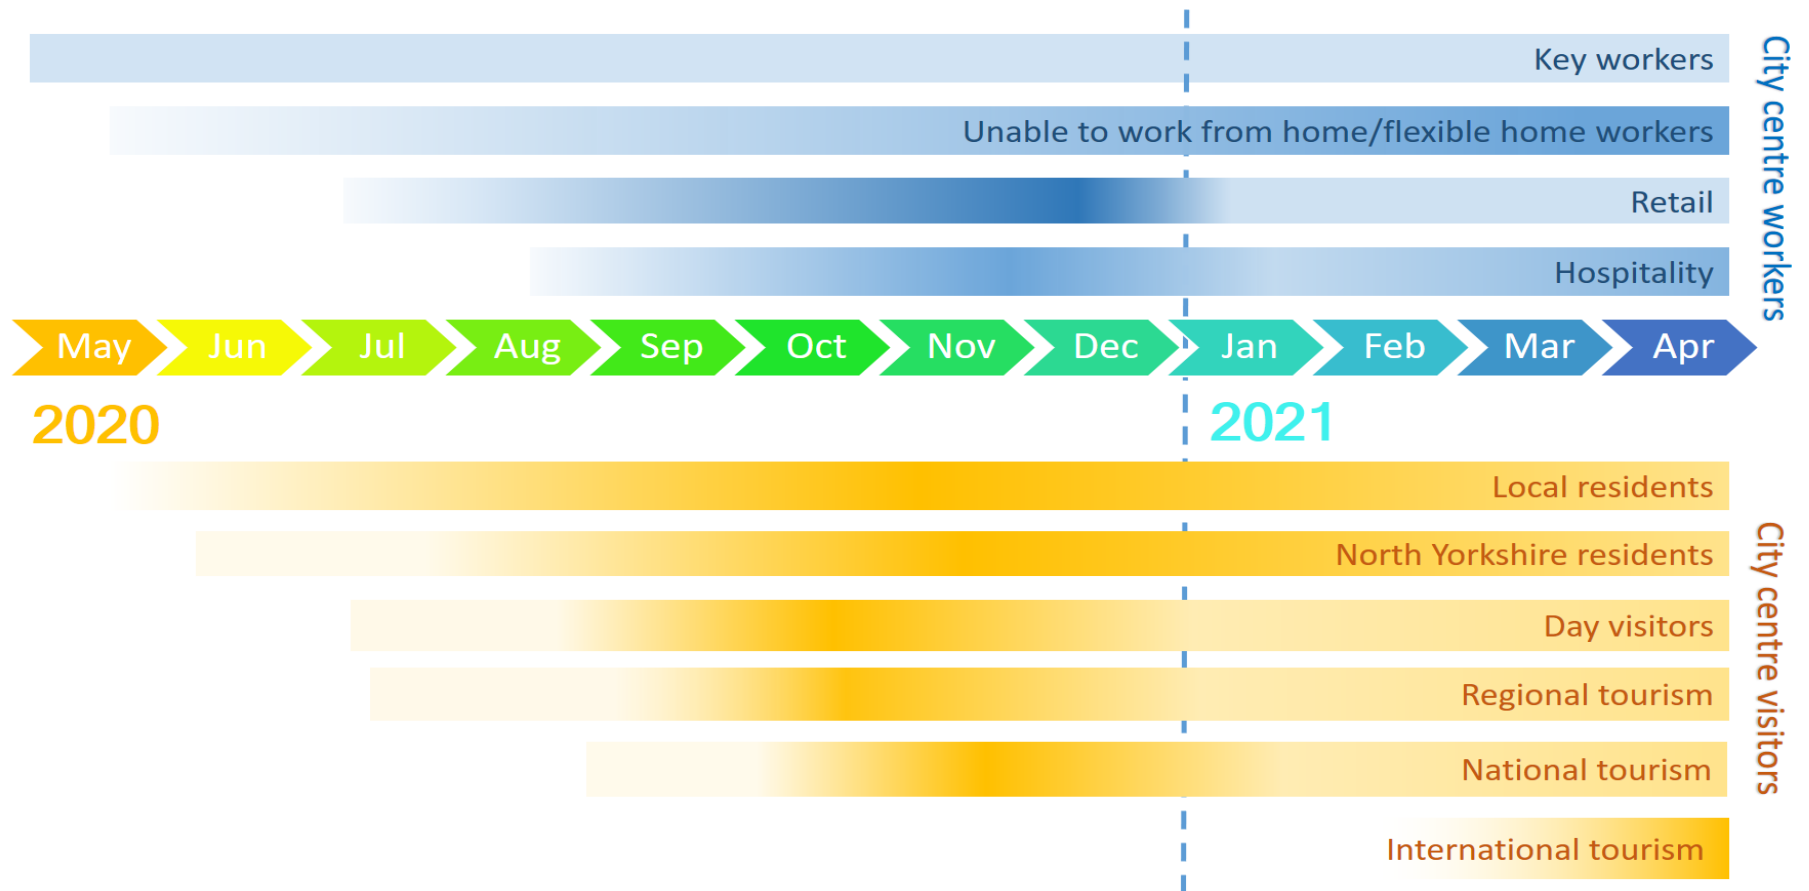 Key workers
Unable to work from home/flexible home workers
Retail
Hospitality
City centre workers
May Jun Jul Aug Sep Oct Nov Dec Jan Feb Mar Apr
2020 2021
Local residents
North Yorkshire residents
Day visitors
Regional tourism
National tourism
International tourism
City centre visitors